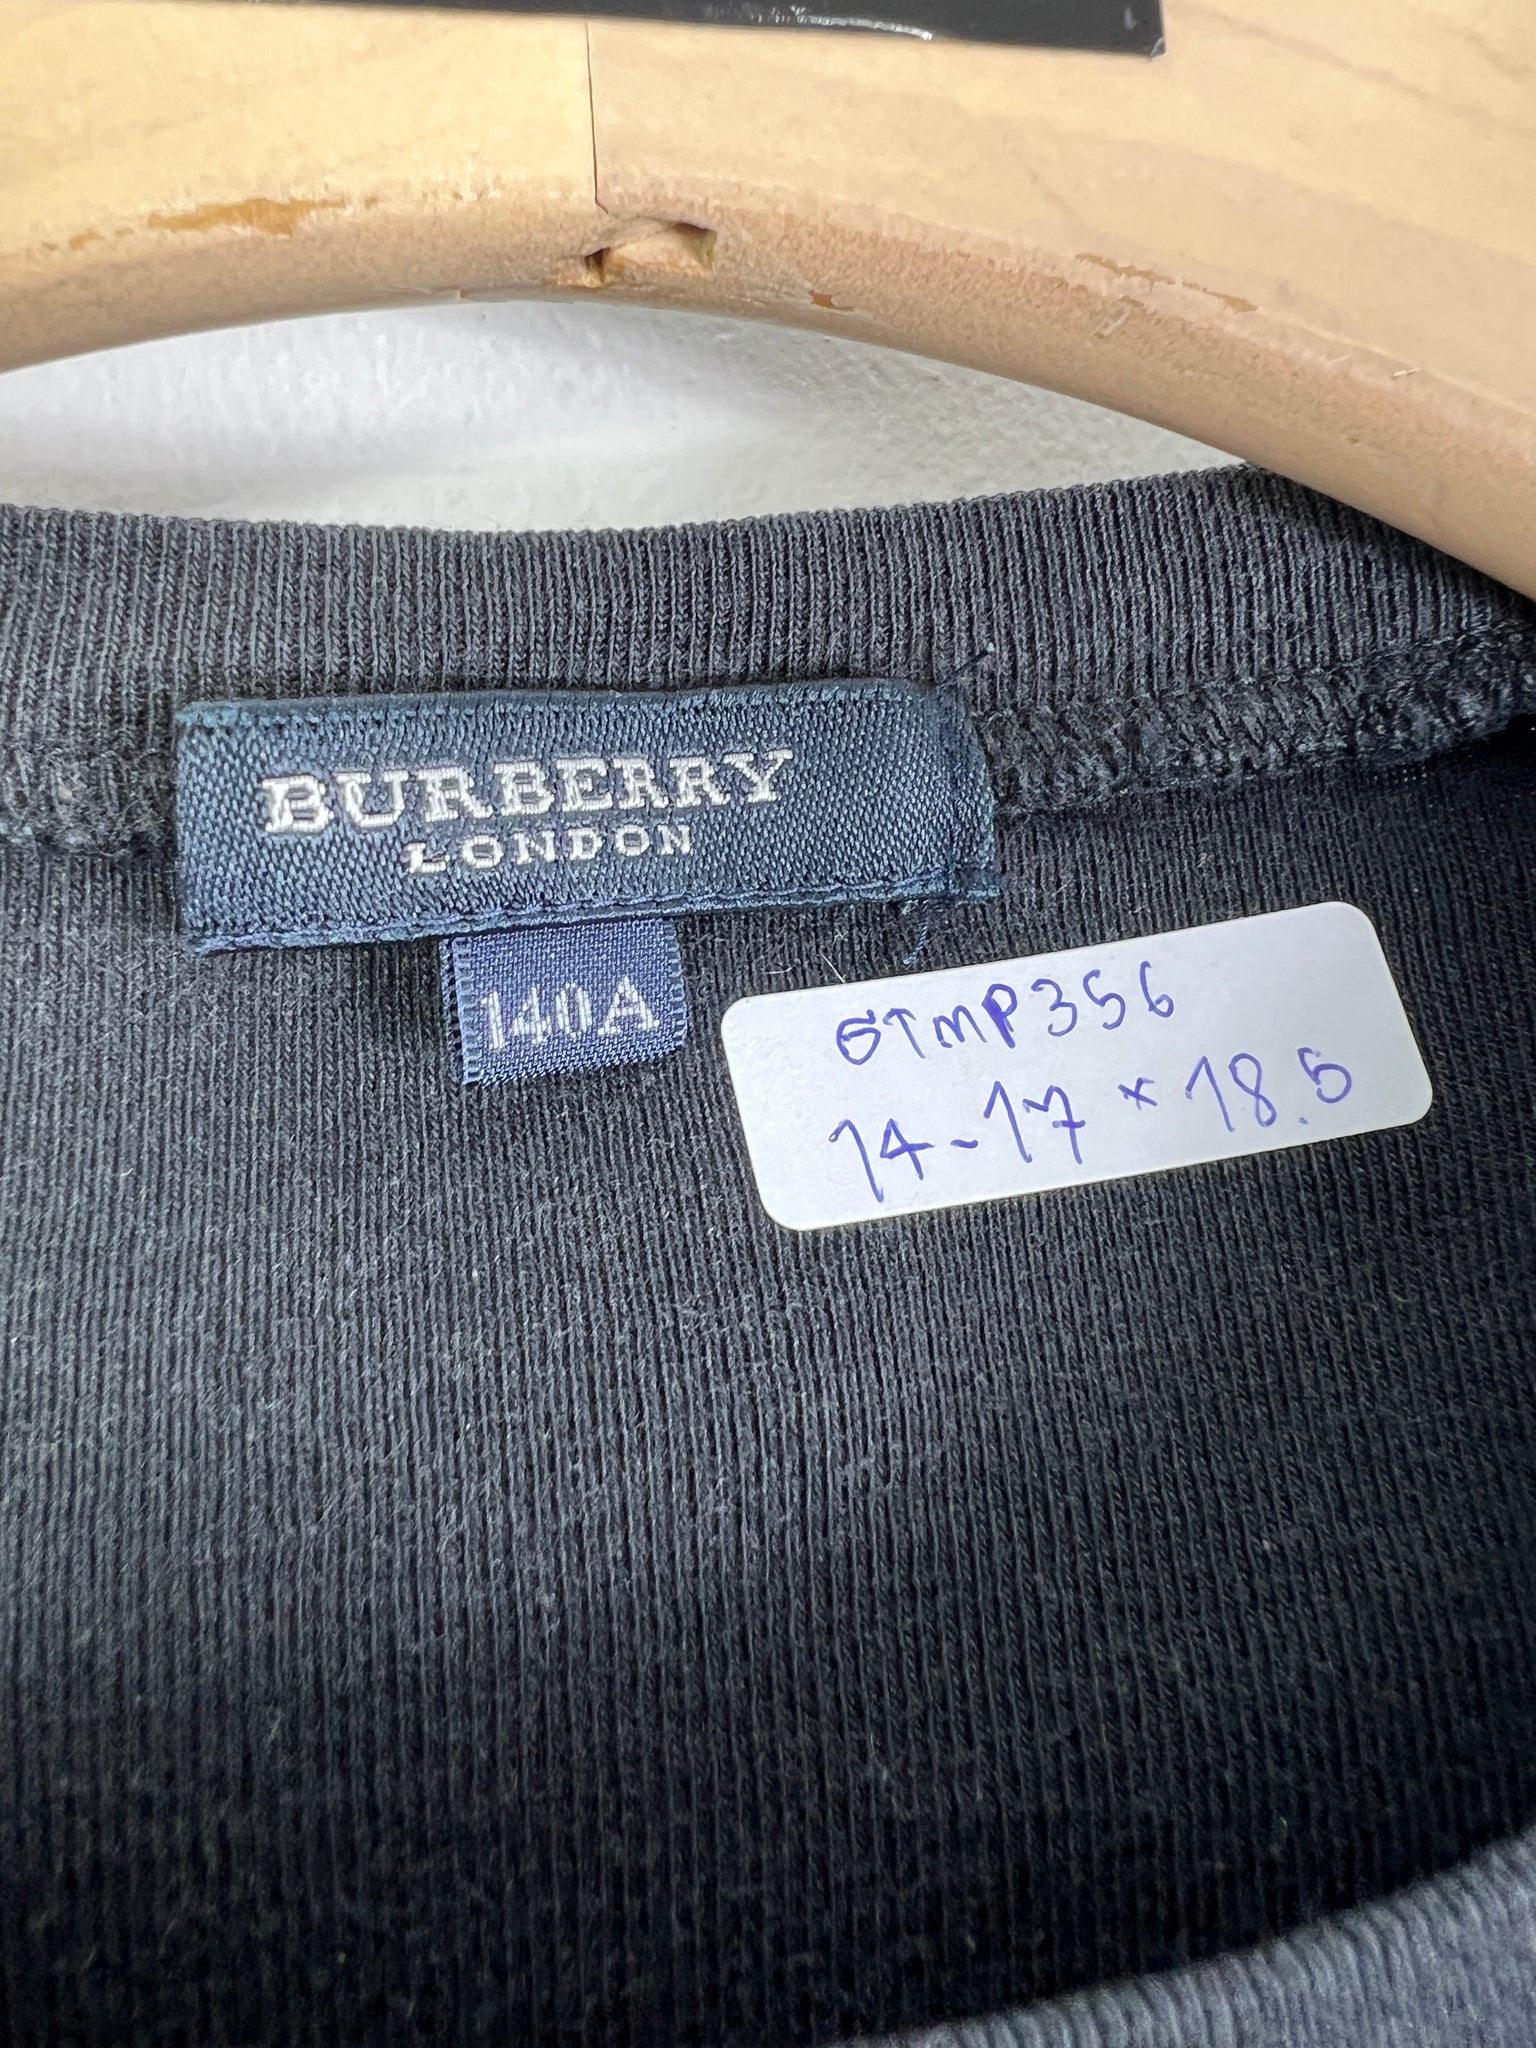 BURBERRY
LONDON
140A
GTMP356
14-17 × 18.5